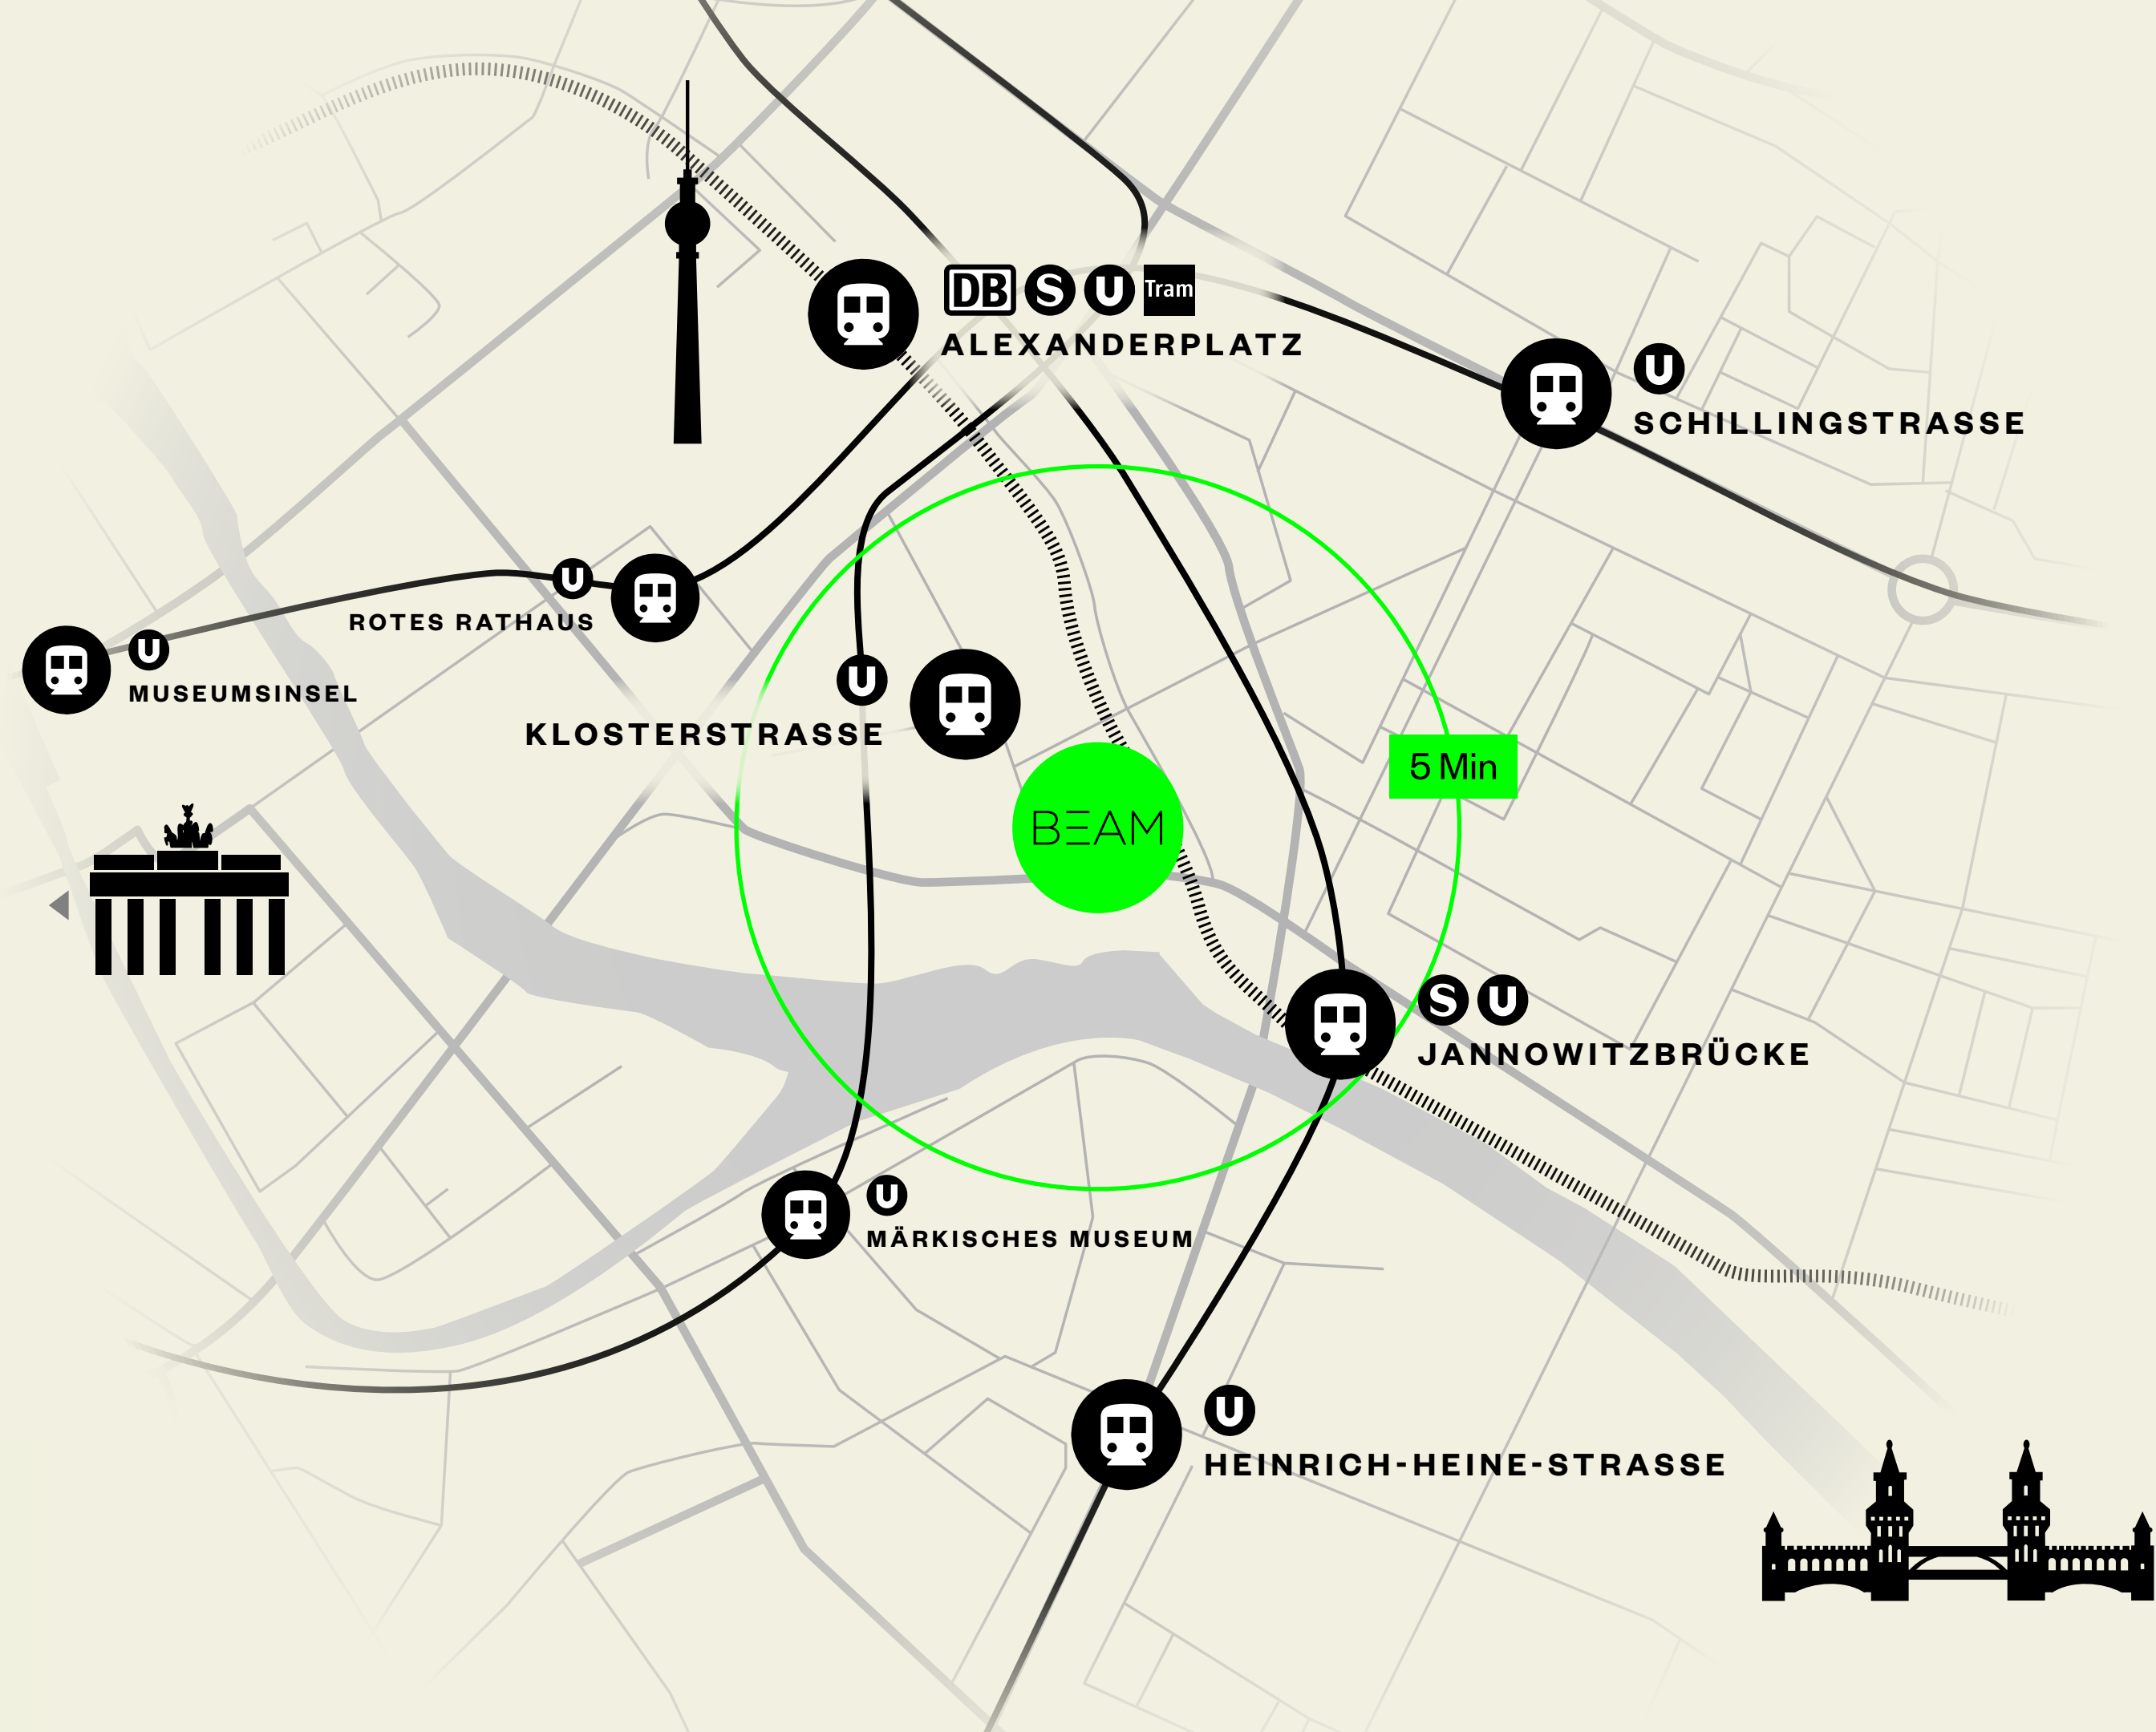 DB S U Tram
ALEXANDERPLATZ
U
SCHILLINGSTRASSE
U
ROTES RATHAUS
U
MUSEUMSINSEL
U
KLOSTERSTRASSE
5 Min
BEAM
S U
JANNOWITZBRÜCKE
U
MÄRKISCHES MUSEUM
U
HEINRICH-HEINE-STRASSE